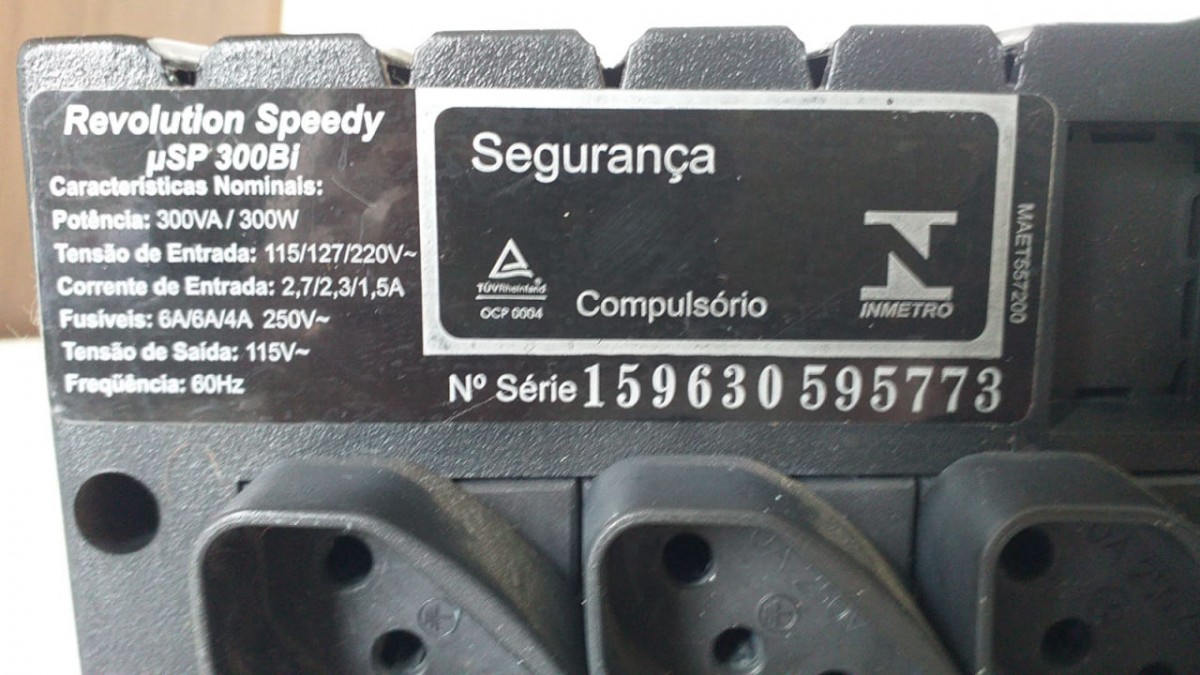 Revolution Speedy
µSP 300Bi
Características Nominais:
Potência: 300VA / 300W
Tensão de Entrada: 115/127/220V~
Corrente de Entrada: 2,7/2,3/1,5A
Fusíveis: 6A/6A/4A 250V~
Tensão de Saída: 115V~
Freqüência: 60Hz
Segurança
TÜVRheinland®
OCP 0004
Compulsório
INMETRO
MAET557200
Nº Série 159630 595773